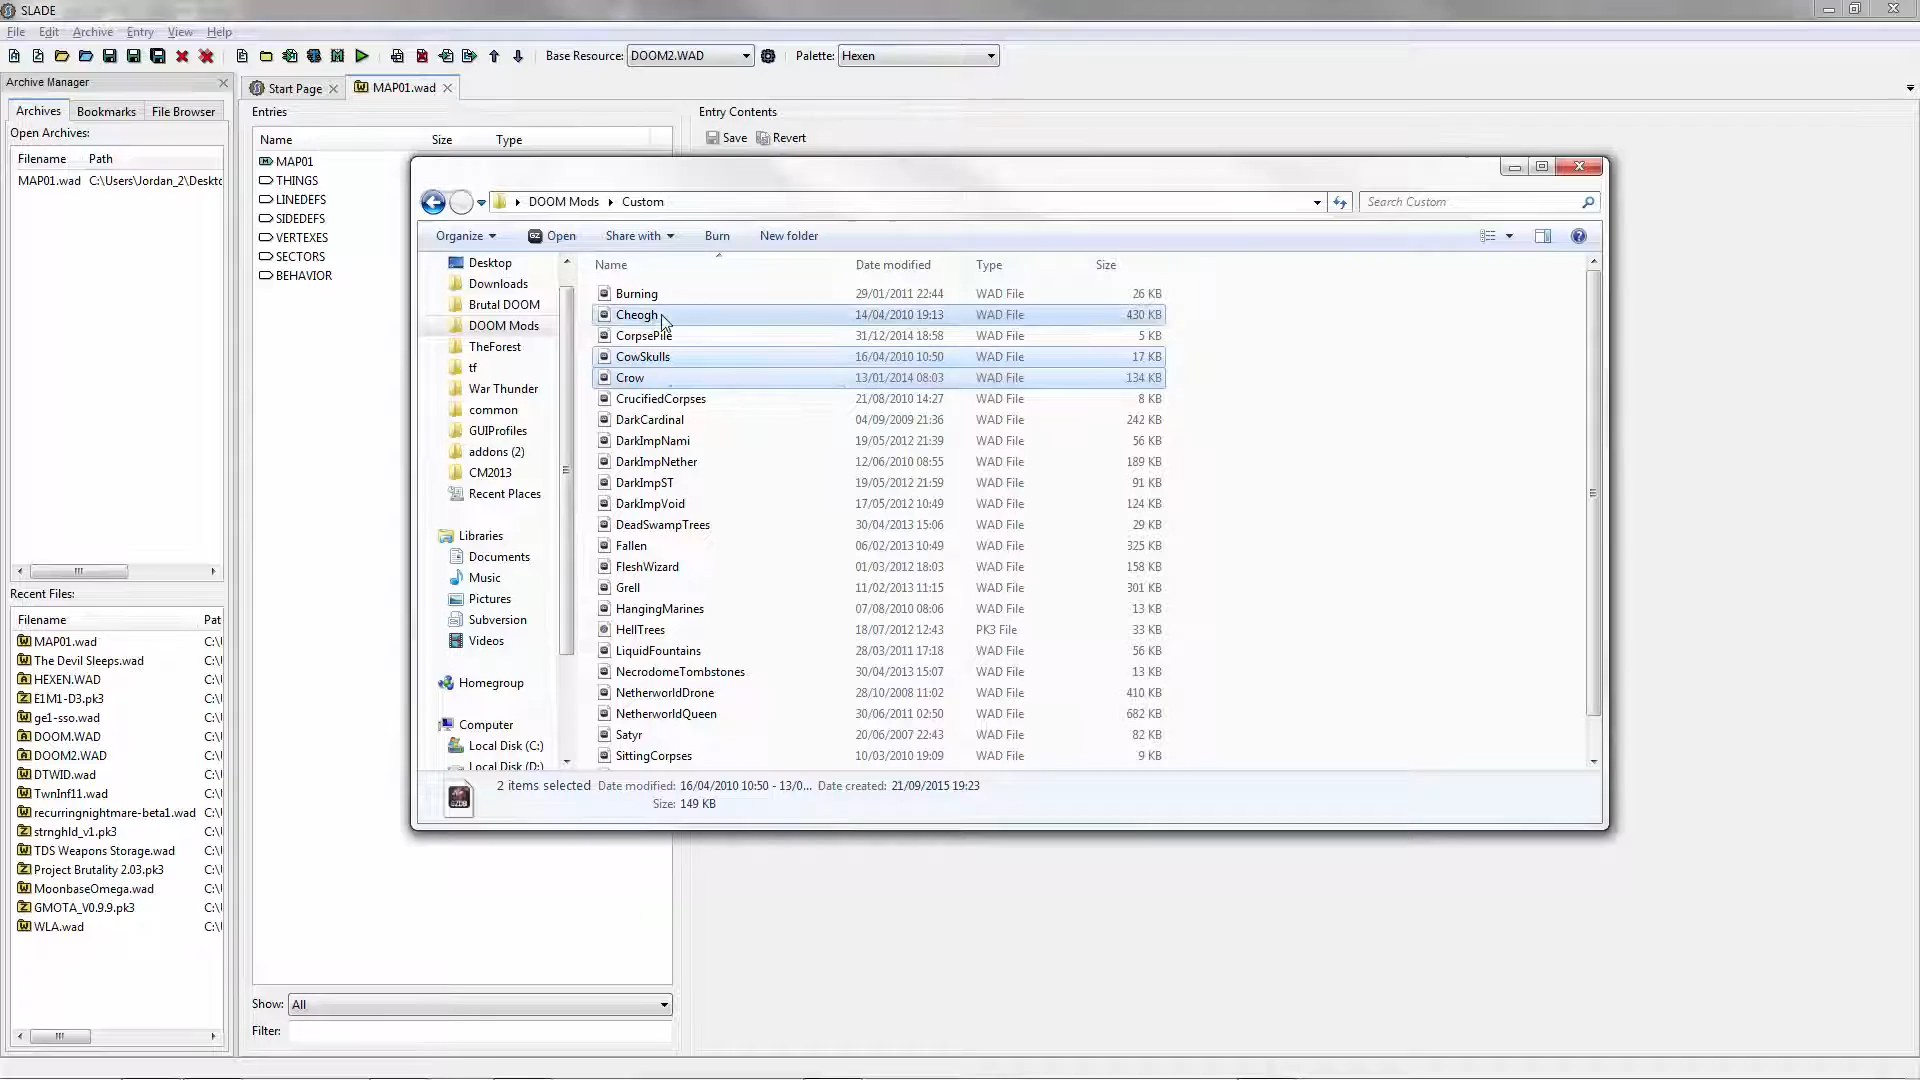 SLADE
File Edit Archive Entry View Help
Base Resource: DOOM2.WAD Palette: Hexen
Archive Manager
Start Page MAP01.wad
Archives Bookmarks File Browser
Entries
Entry Contents
Open Archives:
Save Revert
Name Size Type
Filename Path
MAP01.wad C:\Users\Jordan_2\Deskto
MAP01
THINGS
LINEDEFS
SIDEDEFS
VERTEXES
SECTORS
BEHAVIOR
DOOM Mods Custom
Search Custom
Organize Open Share with Burn New folder
Desktop
Downloads
Brutal DOOM
DOOM Mods
TheForest
tf
War Thunder
common
GUIProfiles
addons (2)
CM2013
Recent Places
Libraries
Documents
Music
Pictures
Subversion
Videos
Homegroup
Computer
Local Disk (C:)
Local Disk (D:)
Name Date modified Type Size
Burning 29/01/2011 22:44 WAD File 26 KB
Cheogh 14/04/2010 19:13 WAD File 430 KB
CorpsePile 31/12/2014 18:58 WAD File 5 KB
CowSkulls 16/04/2010 10:50 WAD File 17 KB
Crow 13/01/2014 08:03 WAD File 134 KB
CrucifiedCorpses 21/08/2010 14:27 WAD File 8 KB
DarkCardinal 04/09/2009 21:36 WAD File 242 KB
DarkImpNami 19/05/2012 21:39 WAD File 56 KB
DarkImpNether 12/06/2010 08:55 WAD File 189 KB
DarkImpST 19/05/2012 21:59 WAD File 91 KB
DarkImpVoid 17/05/2012 10:49 WAD File 124 KB
DeadSwampTrees 30/04/2013 15:06 WAD File 29 KB
Fallen 06/02/2013 10:49 WAD File 325 KB
FleshWizard 01/03/2012 18:03 WAD File 158 KB
Grell 11/02/2013 11:15 WAD File 301 KB
HangingMarines 07/08/2010 08:06 WAD File 13 KB
HellTrees 18/07/2012 12:43 PK3 File 33 KB
LiquidFountains 28/03/2011 17:18 WAD File 56 KB
NecrodomeTombstones 30/04/2013 15:07 WAD File 13 KB
NetherworldDrone 28/10/2008 11:02 WAD File 410 KB
NetherworldQueen 30/06/2011 02:50 WAD File 682 KB
Satyr 20/06/2007 22:43 WAD File 82 KB
SittingCorpses 10/03/2010 19:09 WAD File 9 KB
2 items selected Date modified: 16/04/2010 10:50 - 13/0... Date created: 21/09/2015 19:23
Size: 149 KB
Recent Files:
Filename Pat
MAP01.wad C:\
The Devil Sleeps.wad C:\
HEXEN.WAD C:\
E1M1-D3.pk3 C:\
ge1-sso.wad C:\
DOOM.WAD C:\
DOOM2.WAD C:\
DTWID.wad C:\
TwnInf11.wad C:\
recurringnightmare-beta1.wad C:\
strnghld_v1.pk3 C:\
TDS Weapons Storage.wad C:\
Project Brutality 2.03.pk3 C:\
MoonbaseOmega.wad C:\
GMOTA_V0.9.9.pk3 C:\
WLA.wad C:\
Show: All
Filter: